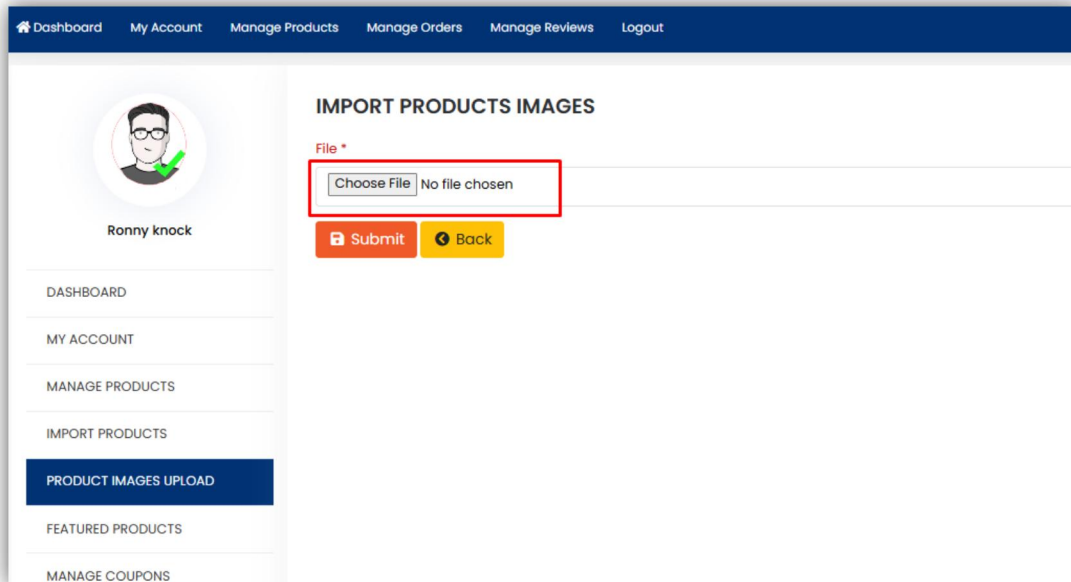 Dashboard My Account Manage Products Manage Orders Manage Reviews Logout
Ronny knock
DASHBOARD
MY ACCOUNT
MANAGE PRODUCTS
IMPORT PRODUCTS
PRODUCT IMAGES UPLOAD
FEATURED PRODUCTS
MANAGE COUPONS
IMPORT PRODUCTS IMAGES
File *
Choose File No file chosen
Submit Back